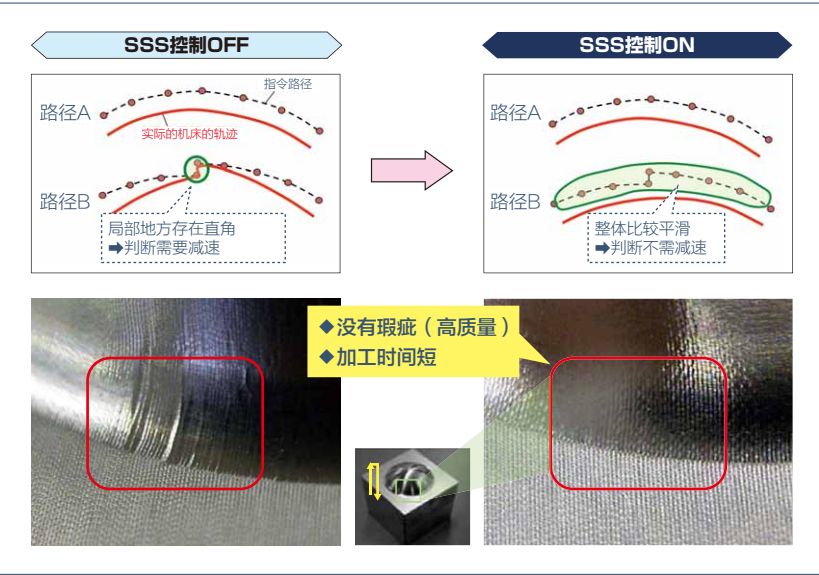 SSS控制OFF
SSS控制ON
路径A
指令路径
实际的机床的轨迹
路径B
局部地方存在直角
➡判断需要减速
路径A
路径B
整体比较平滑
➡判断不需减速
◆没有瑕疵（高质量）
◆加工时间短